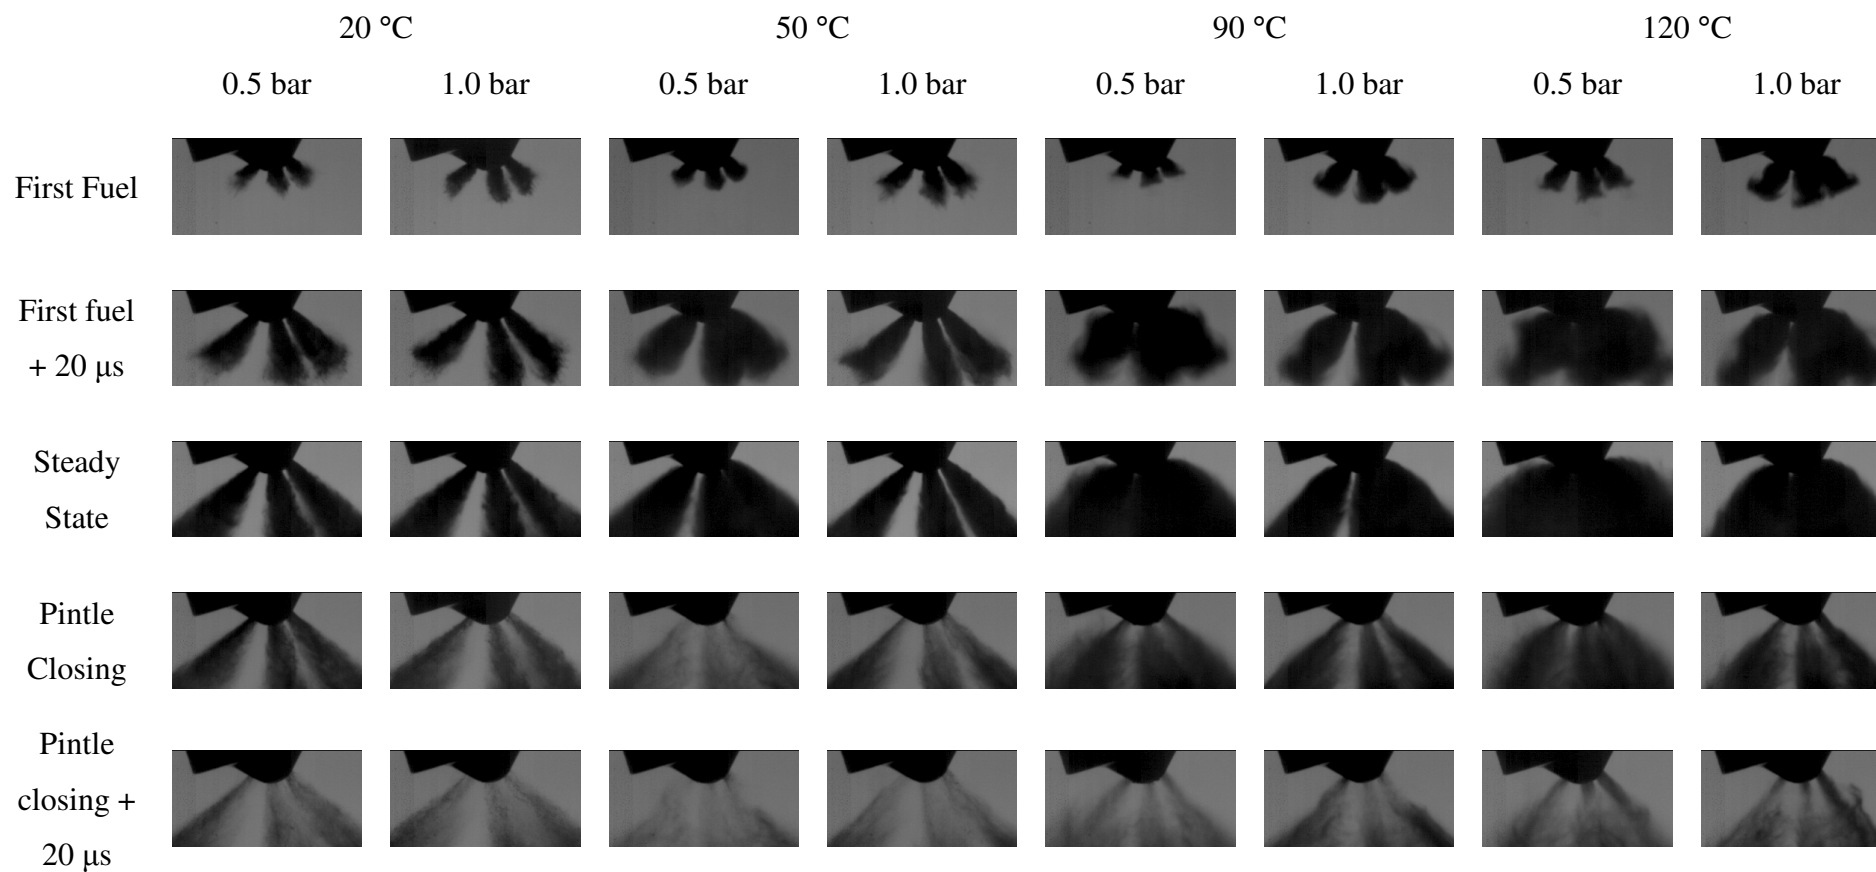 20 °C 50 °C 90 °C 120 °C
0.5 bar 1.0 bar 0.5 bar 1.0 bar 0.5 bar 1.0 bar 0.5 bar 1.0 bar
First Fuel
First fuel
+ 20 µs
Steady
State
Pintle
Closing
Pintle
closing +
20 µs